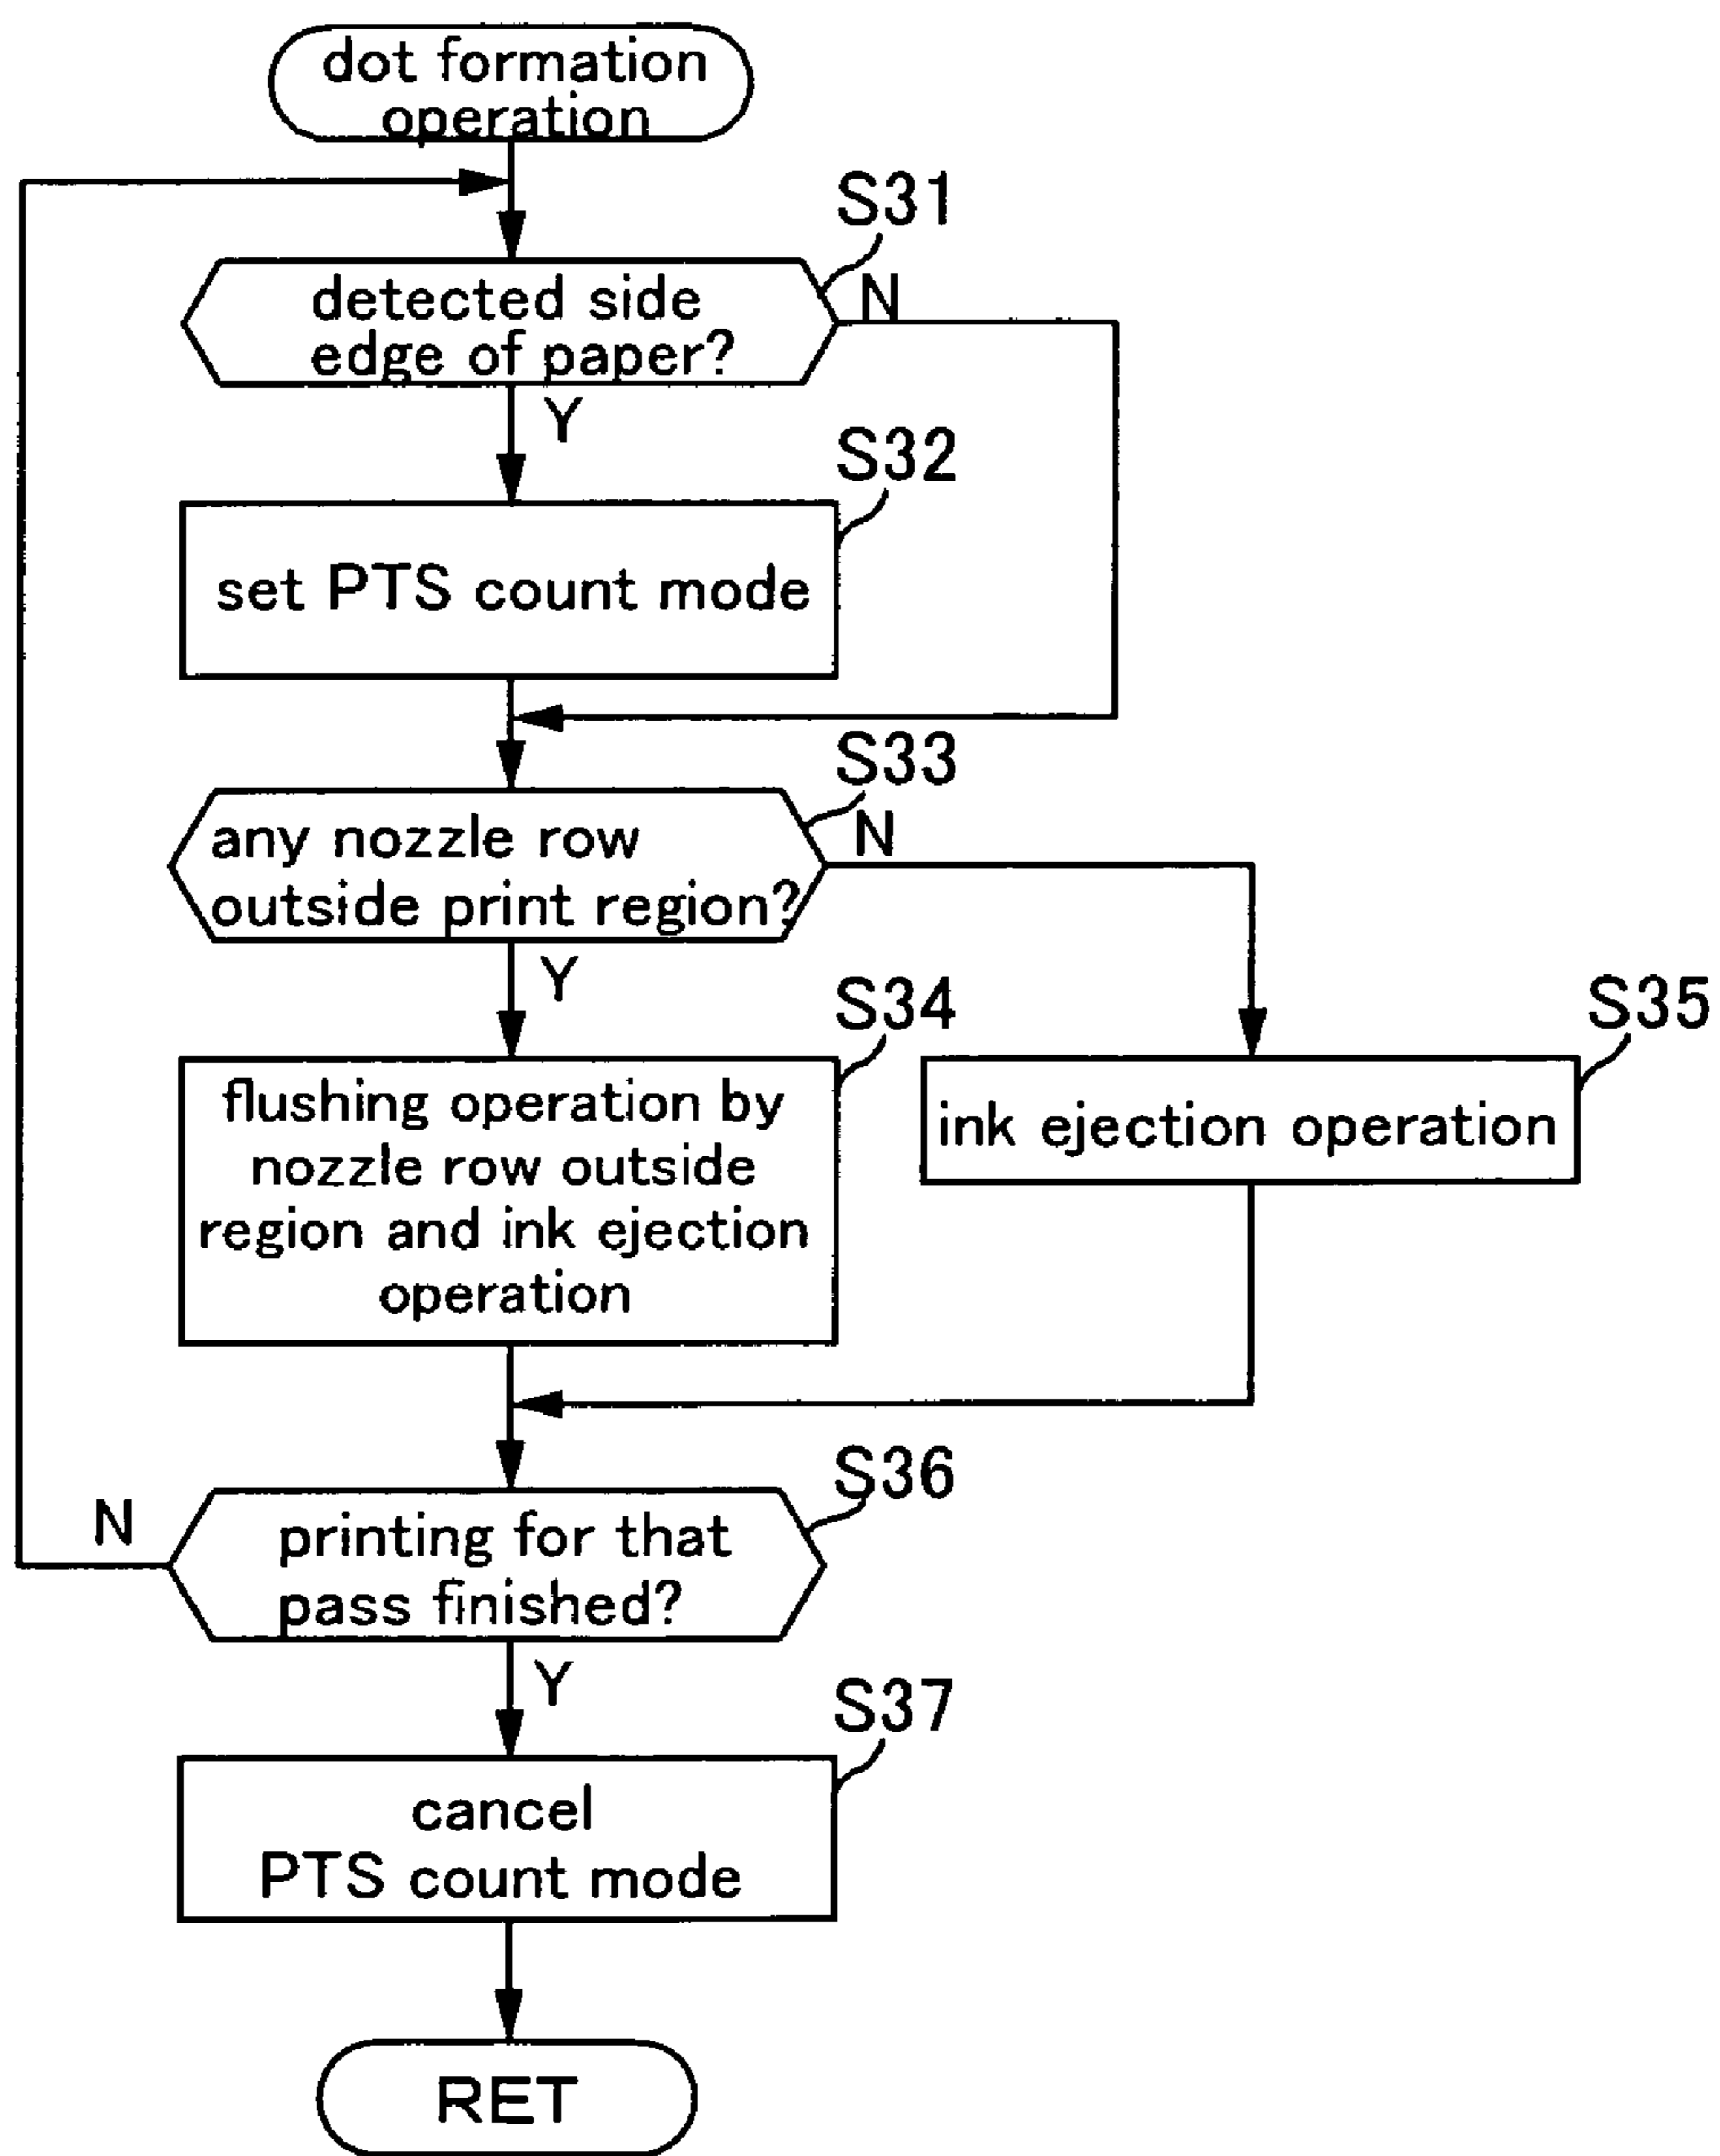 dot formation
operation
S31
detected side
edge of paper?
N
Y
S32
set PTS count mode
S33
any nozzle row
outside print region?
N
Y
S34
flushing operation by
nozzle row outside
region and ink ejection
operation
S35
ink ejection operation
S36
printing for that
pass finished?
N
Y
S37
cancel
PTS count mode
RET